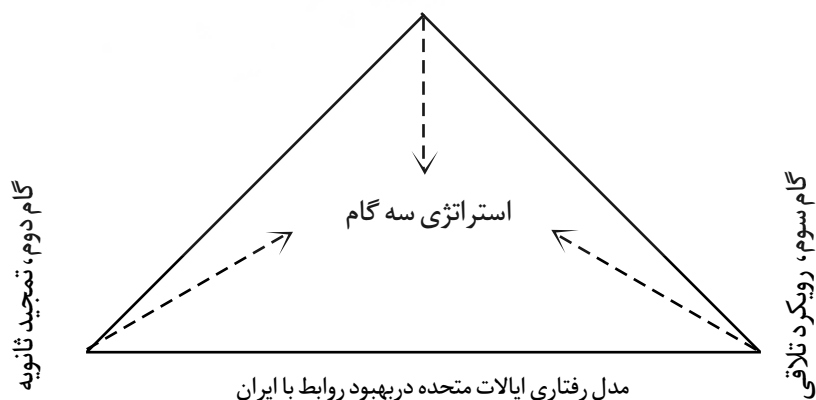 استراتژی سه گام
گام دوم، تمجید ثانویه
گام سوم، رویکرد تلاقی
مدل رفتاری ایالات متحده دربهبود روابط با ایران